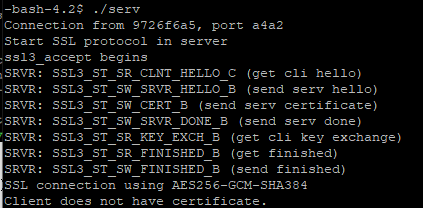 -bash-4.2$ ./serv
Connection from 9726f6a5, port a4a2
Start SSL protocol in server
ssl3_accept begins
SRVR: SSL3_ST_SR_CLNT_HELLO_C (get cli hello)
SRVR: SSL3_ST_SW_SRVR_HELLO_B (send serv hello)
SRVR: SSL3_ST_SW_CERT_B (send serv certificate)
SRVR: SSL3_ST_SW_SRVR_DONE_B (send serv done)
SRVR: SSL3_ST_SR_KEY_EXCH_B (get cli key exchange)
SRVR: SSL3_ST_SR_FINISHED_B (get finished)
SRVR: SSL3_ST_SW_FINISHED_B (send finished)
SSL connection using AES256-GCM-SHA384
Client does not have certificate.